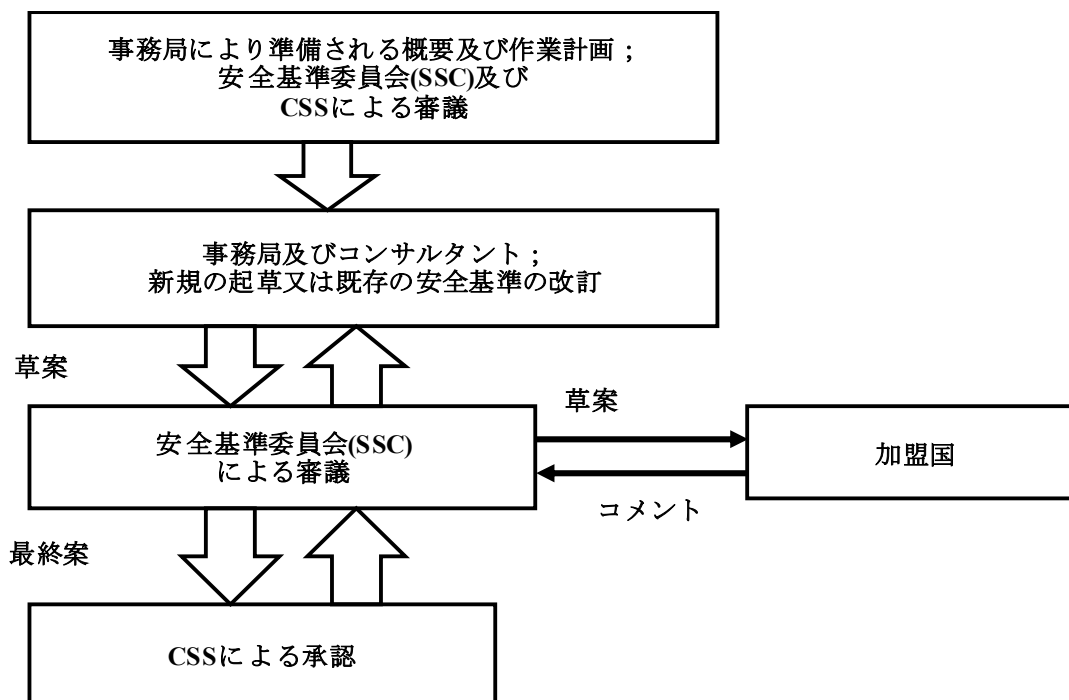 事務局により準備される概要及び作業計画；
安全基準委員会(SSC)及び
CSSによる審議
事務局及びコンサルタント；
新規の起草又は既存の安全基準の改訂
草案
安全基準委員会(SSC)
による審議
草案
加盟国
コメント
最終案
CSSによる承認